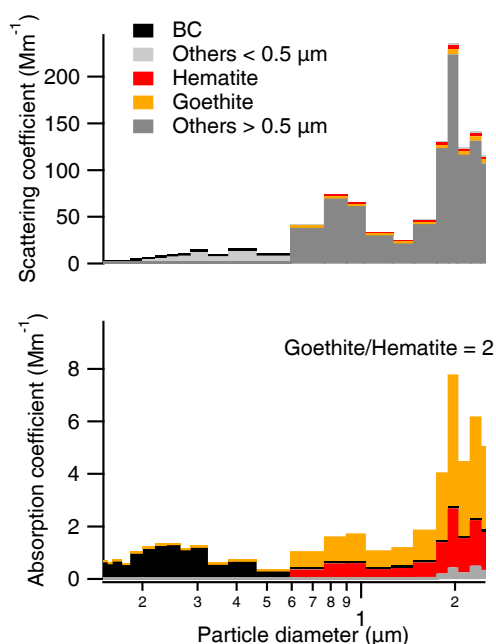 Scattering coefficient (Mm⁻¹)
200
150
100
50
0
BC
Others < 0.5 µm
Hematite
Goethite
Others > 0.5 µm
Absorption coefficient (Mm⁻¹)
8
6
4
2
0
Goethite/Hematite = 2
2 3 4 5 6 7 8 9 1 2
Particle diameter (µm)